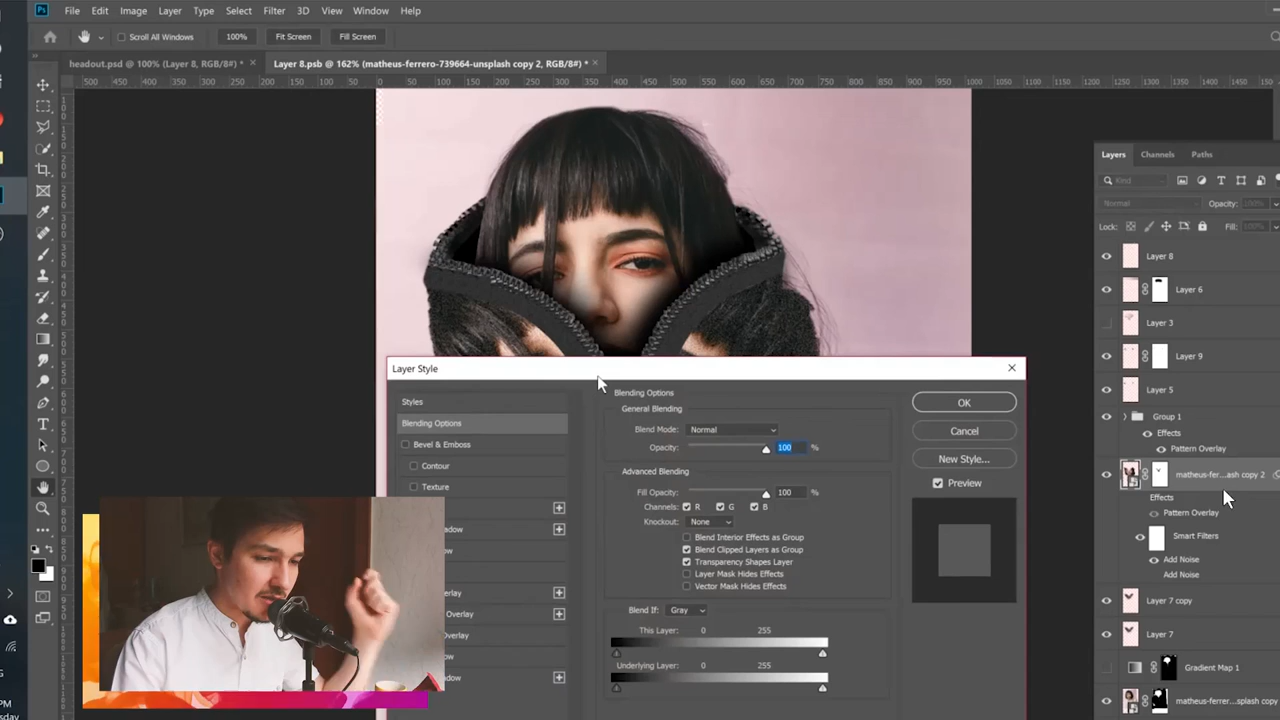 Ps File Edit Image Layer Type Select Filter 3D View Window Help
Scroll All Windows 100% Fit Screen Fill Screen
headout.psd @ 100% (Layer 8, RGB/8#) * × Layer 8.psb @ 162% (matheus-ferrero-739664-unsplash copy 2, RGB/8#) * ×
500 450 400 350 300 250 200 150 100 50 0 50 100 150 200 250 300 350 400 450 500 550 600 650 700 750 800 850 900 950 1000 1050 1100 1150 1200 1250 1300 1350 1400 1450
Layers Channels Paths
Kind
Normal Opacity: 100%
Lock: Fill: 100%
Layer 8
Layer 6
Layer 3
Layer 9
Layer 5
Group 1
Effects
Pattern Overlay
matheus-fer...ash copy 2
Effects
Pattern Overlay
Smart Filters
Add Noise
Add Noise
Layer 7 copy
Layer 7
Gradient Map 1
matheus-ferrer...splash copy
Layer Style ×
Styles
Blending Options
Bevel & Emboss
Contour
Texture
Blending Options
General Blending
Blend Mode: Normal
Opacity: 100 %
Advanced Blending
Fill Opacity: 100 %
Channels: R G B
Knockout: None
Blend Interior Effects as Group
Blend Clipped Layers as Group
Transparency Shapes Layer
Layer Mask Hides Effects
Vector Mask Hides Effects
Blend If: Gray
This Layer: 0 255
Underlying Layer: 0 255
OK
Cancel
New Style...
Preview